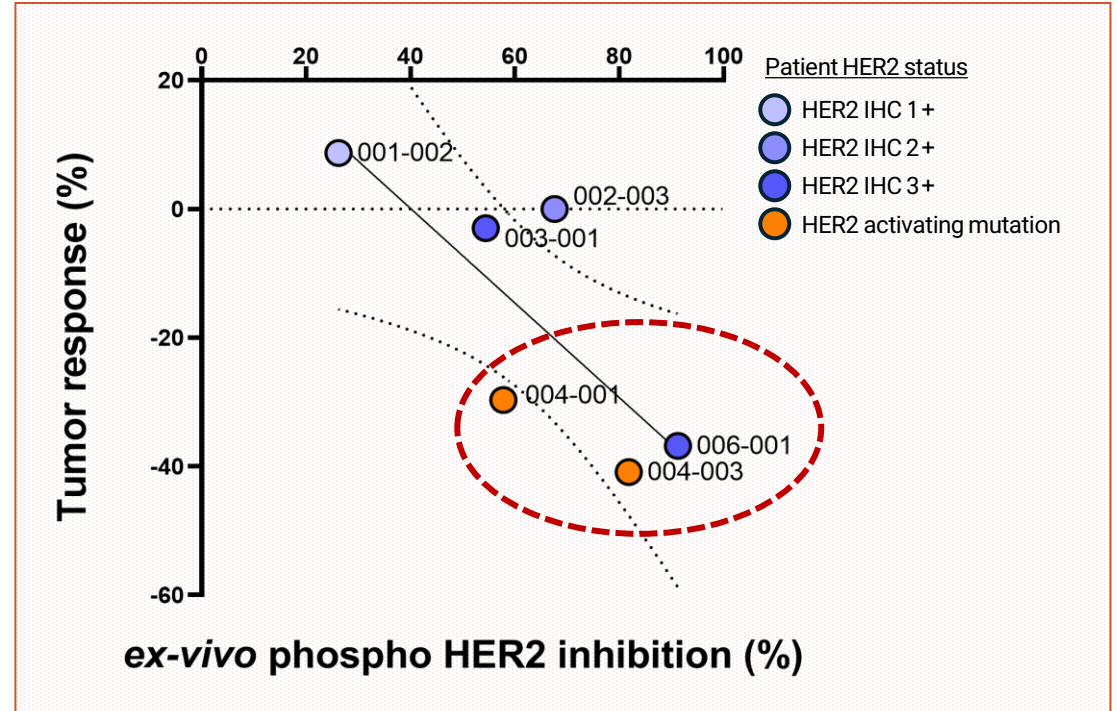 0 20 40 60 80 100
Patient HER2 status
20
HER2 IHC 1+
001-002
HER2 IHC 2+
HER2 IHC 3+
002-003
0
HER2 activating mutation
003-001
Tumor response (%)
-20
004-001
006-001
-40
004-003
-60
ex-vivo phospho HER2 inhibition (%)